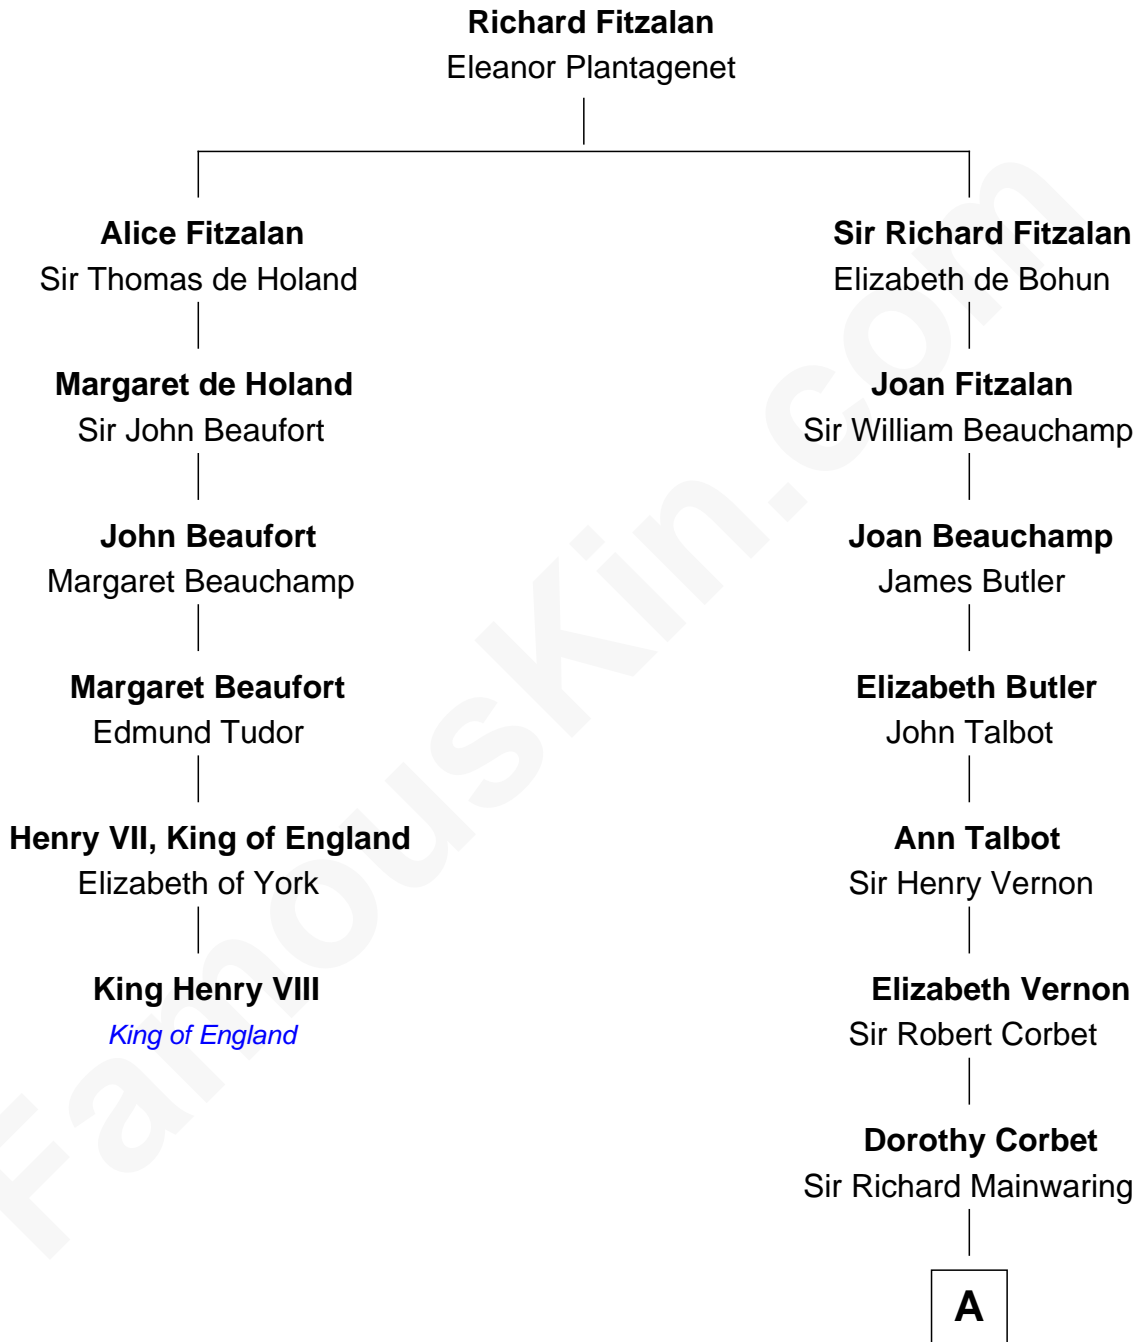 Richard Fitzalan
Eleanor Plantagenet
Alice Fitzalan
Sir Thomas de Holand
Margaret de Holand
Sir John Beaufort
John Beaufort
Margaret Beauchamp
Margaret Beaufort
Edmund Tudor
Henry VII, King of England
Elizabeth of York
King Henry VIII
King of England
Sir Richard Fitzalan
Elizabeth de Bohun
Joan Fitzalan
Sir William Beauchamp
Joan Beauchamp
James Butler
Elizabeth Butler
John Talbot
Ann Talbot
Sir Henry Vernon
Elizabeth Vernon
Sir Robert Corbet
Dorothy Corbet
Sir Richard Mainwaring
A
FamousKin.com